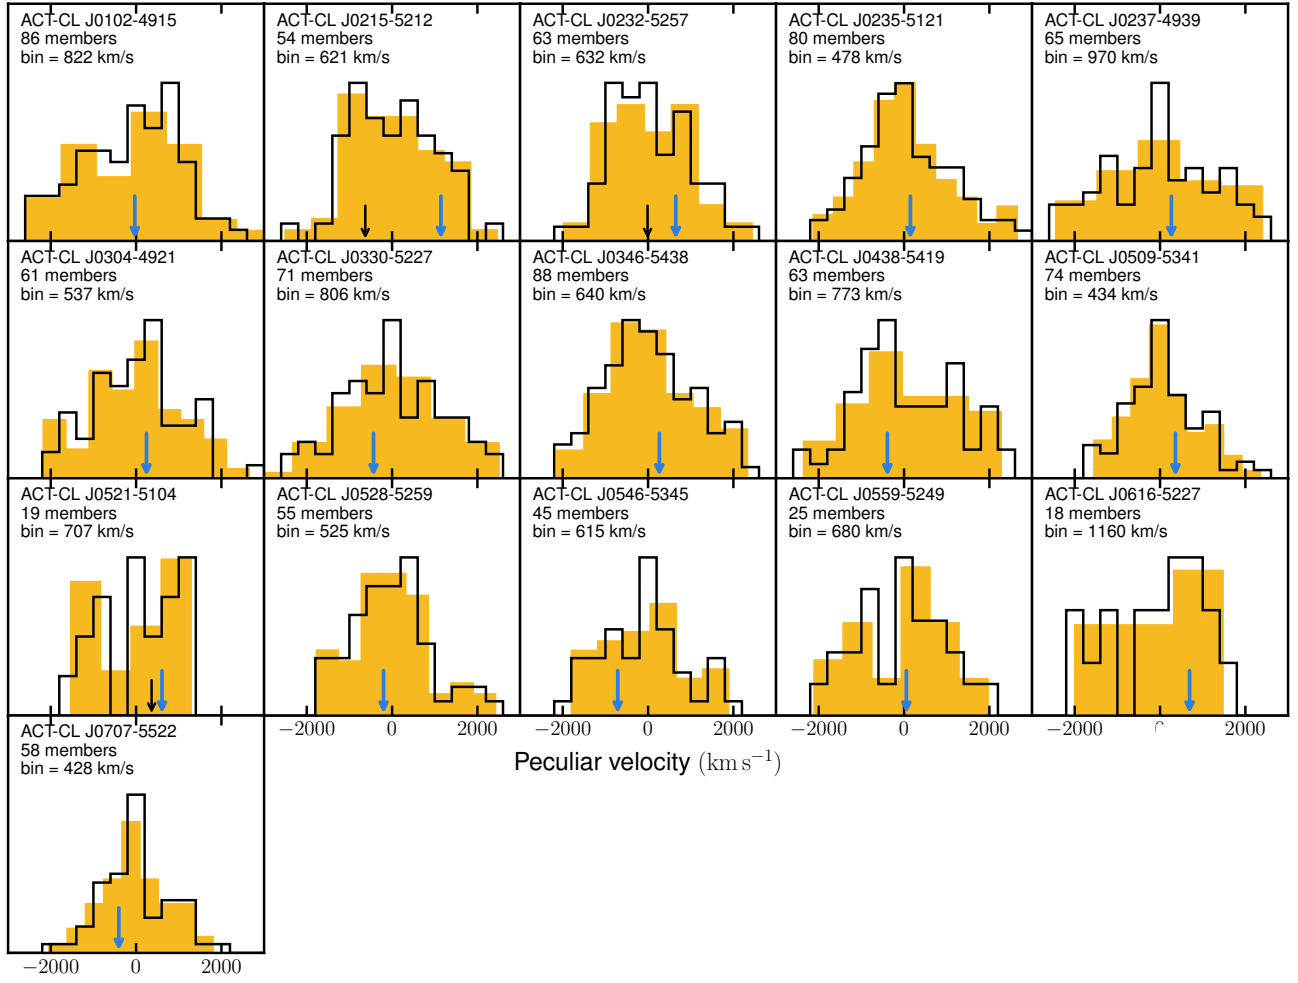 ACT-CL J0102-4915
86 members
bin = 822 km/s
ACT-CL J0215-5212
54 members
bin = 621 km/s
ACT-CL J0232-5257
63 members
bin = 632 km/s
ACT-CL J0235-5121
80 members
bin = 478 km/s
ACT-CL J0237-4939
65 members
bin = 970 km/s
ACT-CL J0304-4921
61 members
bin = 537 km/s
ACT-CL J0330-5227
71 members
bin = 806 km/s
ACT-CL J0346-5438
88 members
bin = 640 km/s
ACT-CL J0438-5419
63 members
bin = 773 km/s
ACT-CL J0509-5341
74 members
bin = 434 km/s
ACT-CL J0521-5104
19 members
bin = 707 km/s
ACT-CL J0528-5259
55 members
bin = 525 km/s
ACT-CL J0546-5345
45 members
bin = 615 km/s
ACT-CL J0559-5249
25 members
bin = 680 km/s
ACT-CL J0616-5227
18 members
bin = 1160 km/s
−2000 0 2000 −2000 0 2000 −2000 0 2000 −2000 2000
Peculiar velocity (km s⁻¹)
ACT-CL J0707-5522
58 members
bin = 428 km/s
−2000 0 2000